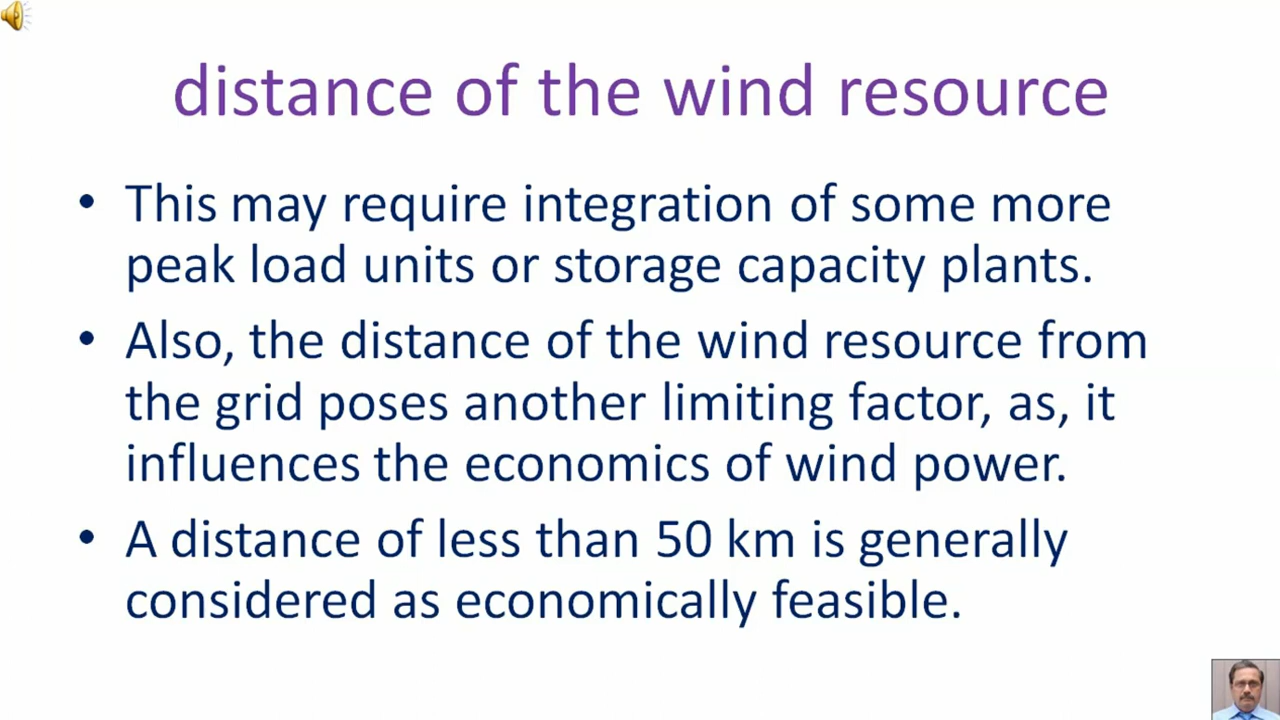 distance of the wind resource
• This may require integration of some more
peak load units or storage capacity plants.
• Also, the distance of the wind resource from
the grid poses another limiting factor, as, it
influences the economics of wind power.
• A distance of less than 50 km is generally
considered as economically feasible.